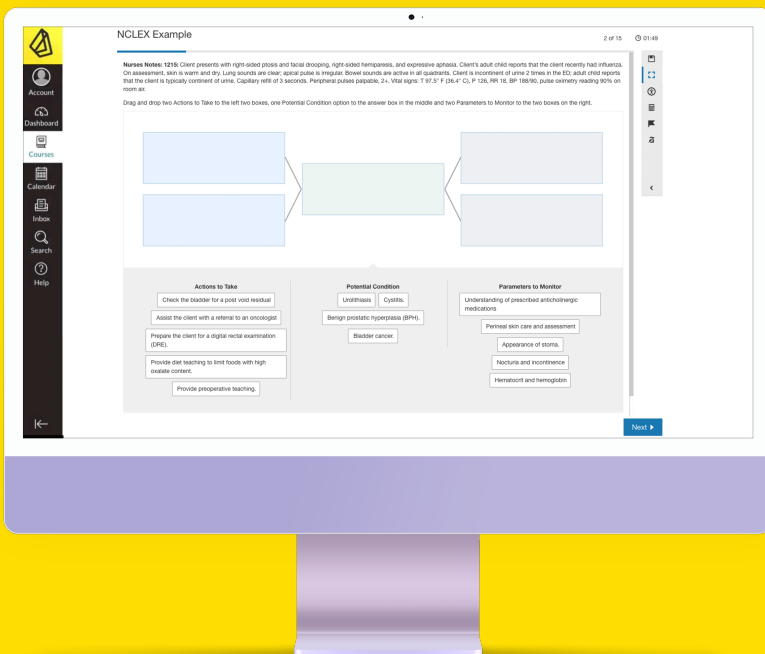 NCLEX Example
2 of 15
01:49
Nurses Notes: 1215: Client presents with right-sided ptosis and facial drooping, right-sided hemiparesis, and expressive aphasia. Client's adult child reports that the client recently had influenza.
On assessment, skin is warm and dry. Lung sounds are clear; apical pulse is irregular. Bowel sounds are active in all quadrants. Client is incontinent of urine 2 times in the ED; adult child reports
that the client is typically continent of urine. Capillary refill of 3 seconds. Peripheral pulses palpable, 2+. Vital signs: T 97.5° F (36.4° C), P 126, RR 18, BP 188/90, pulse oximetry reading 90% on
room air.
Drag and drop two Actions to Take to the left two boxes, one Potential Condition option to the answer box in the middle and two Parameters to Monitor to the two boxes on the right.
Account
Dashboard
Courses
Calendar
Inbox
Search
Help
Actions to Take
Check the bladder for a post void residual
Assist the client with a referral to an oncologist
Prepare the client for a digital rectal examination
(DRE).
Provide diet teaching to limit foods with high
oxalate content.
Provide preoperative teaching.
Potential Condition
Urolithiasis
Cystitis.
Benign prostatic hyperplasia (BPH).
Bladder cancer.
Parameters to Monitor
Understanding of prescribed anticholinergic
medications
Perineal skin care and assessment
Appearance of stoma.
Nocturia and incontinence
Hematocrit and hemoglobin
Next